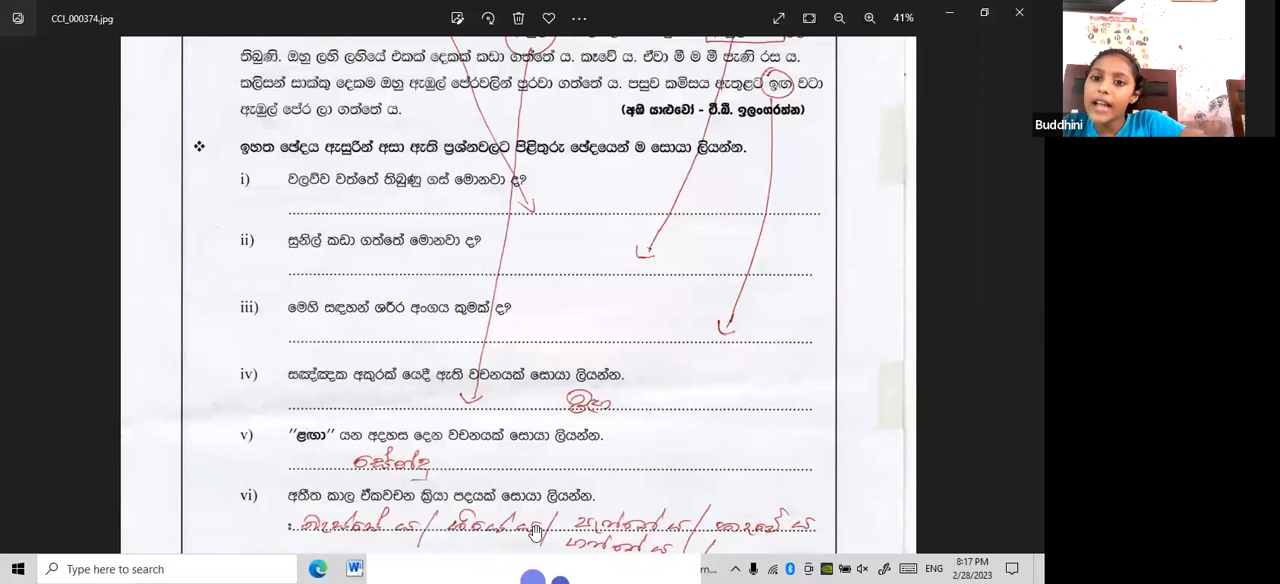 CCI_000374.jpg
41%
Buddhini
තිබුණි. ඔහු ලහි ලහියේ එකක් දෙකක් කඩා ගත්තේ ය. කෑවේ ය. ඒවා මී ම මී පැණි රස ය.
කලිසන් සාක්කු දෙකම ඔහු ඇඹුල් පේරවලින් පුරවා ගත්තේ ය. පසුව කමිසය ඇතුළට ඉඟ වටා
ඇඹුල් පේර ලා ගත්තේ ය.
(අඹ යාළුවෝ - ටී.බී. ඉලංගරත්න)
❖ ඉහත ඡේදය ඇසුරින් අසා ඇති ප්‍රශ්නවලට පිළිතුරු ඡේදයෙන් ම සොයා ලියන්න.
i) වලව්ව වත්තේ තිබුණු ගස් මොනවා ද?
ii) සුනිල් කඩා ගත්තේ මොනවා ද?
iii) මෙහි සඳහන් ශරීර අංගය කුමක් ද?
iv) සඤ්ඤක අකුරක් යෙදී ඇති වචනයක් සොයා ලියන්න.
v) "ළඟා" යන අදහස දෙන වචනයක් සොයා ලියන්න.
සේන්දු
vi) අතීත කාල ඒකවචන ක්‍රියා පදයක් සොයා ලියන්න.
ගත්තේ ය /
Type here to search
ENG
8:17 PM
2/28/2023